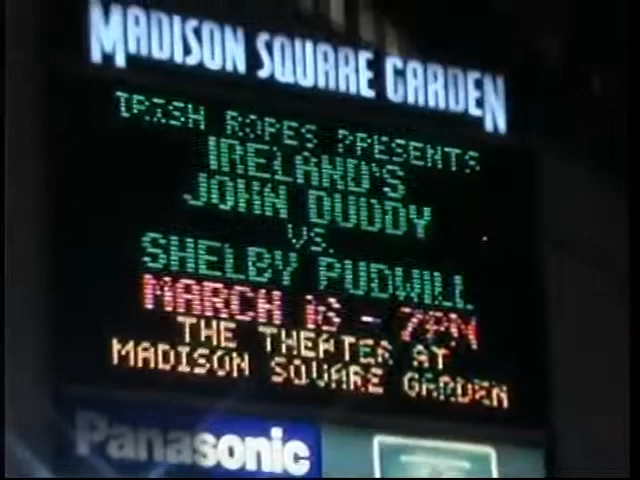 MADISON SQUARE GARDEN
IRISH ROPES PRESENTS
IRELAND'S
JOHN DUDDY
VS.
SHELBY PUDWILL
MARCH 16 - 7PM
THE THEATER AT
MADISON SQUARE GARDEN
Panasonic